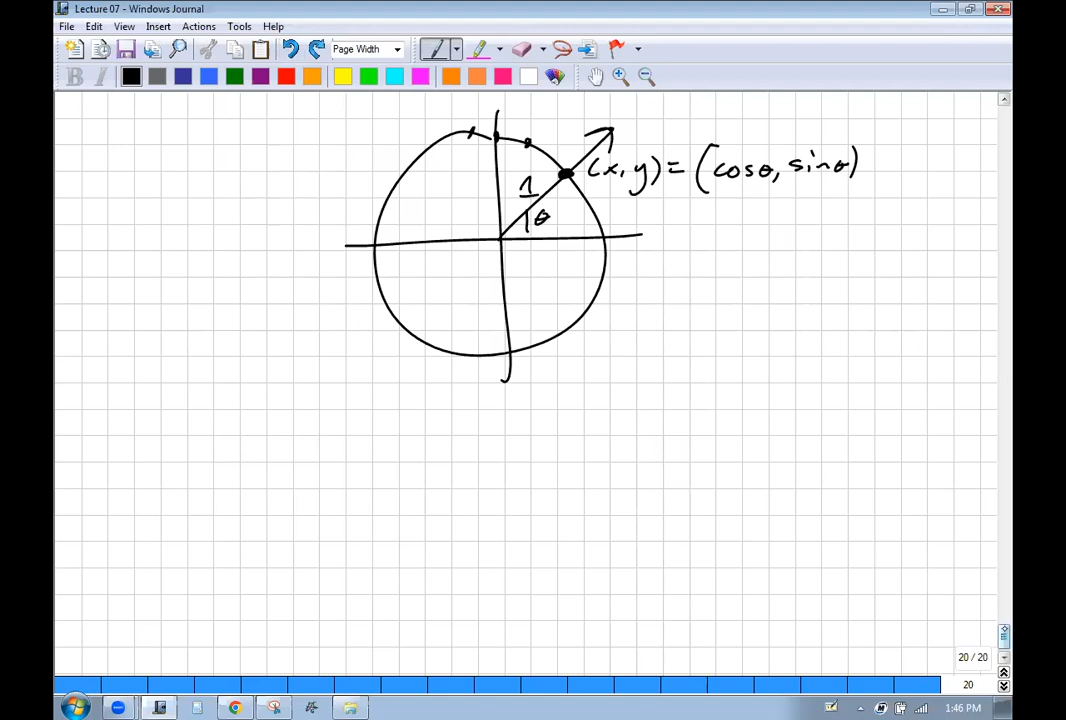 Lecture 07 - Windows Journal
File Edit View Insert Actions Tools Help
Page Width
B I
(x, y) = (cosθ, sinθ)
1
θ
20 / 20
20
1:46 PM